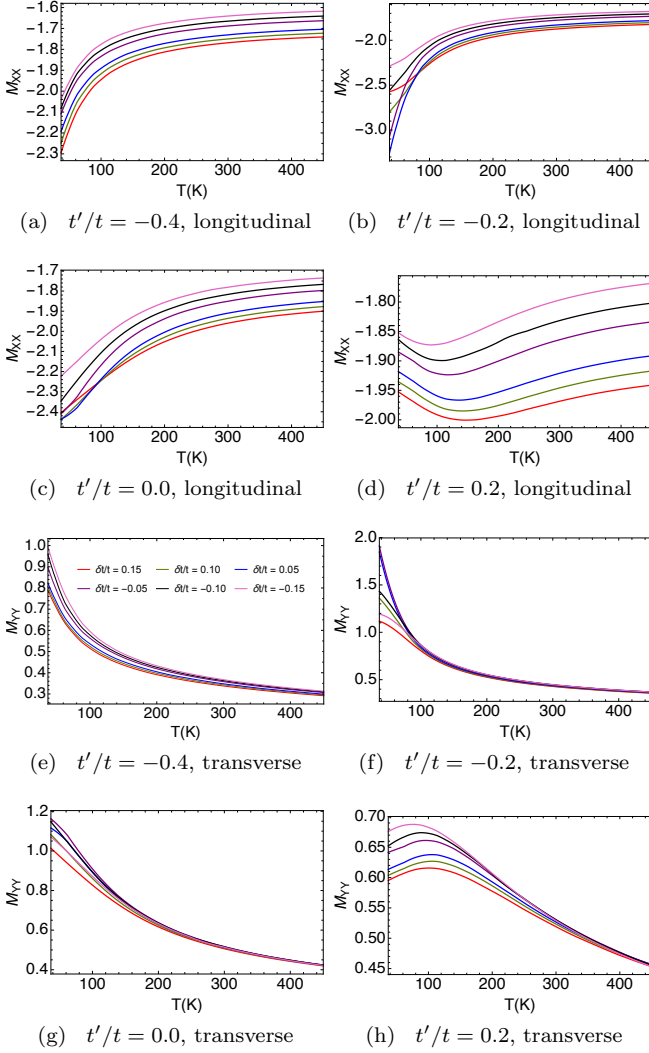 M_XX
−1.6
−1.7
−1.8
−1.9
−2.0
−2.1
−2.2
−2.3
100 200 300 400
T(K)
(a) t′/t = −0.4, longitudinal
M_XX
−2.0
−2.5
−3.0
100 200 300 400
T(K)
(b) t′/t = −0.2, longitudinal
M_XX
−1.7
−1.8
−1.9
−2.0
−2.1
−2.2
−2.3
−2.4
100 200 300 400
T(K)
(c) t′/t = 0.0, longitudinal
M_XX
−1.80
−1.85
−1.90
−1.95
−2.00
100 200 300 400
T(K)
(d) t′/t = 0.2, longitudinal
M_YY
1.0
0.9
0.8
0.7
0.6
0.5
0.4
0.3
δt/t = 0.15 δt/t = 0.10 δt/t = 0.05
δt/t = −0.05 δt/t = −0.10 δt/t = −0.15
100 200 300 400
T(K)
(e) t′/t = −0.4, transverse
M_YY
2.0
1.5
1.0
0.5
100 200 300 400
T(K)
(f) t′/t = −0.2, transverse
M_YY
1.2
1.0
0.8
0.6
0.4
100 200 300 400
T(K)
(g) t′/t = 0.0, transverse
M_YY
0.70
0.65
0.60
0.55
0.50
0.45
100 200 300 400
T(K)
(h) t′/t = 0.2, transverse